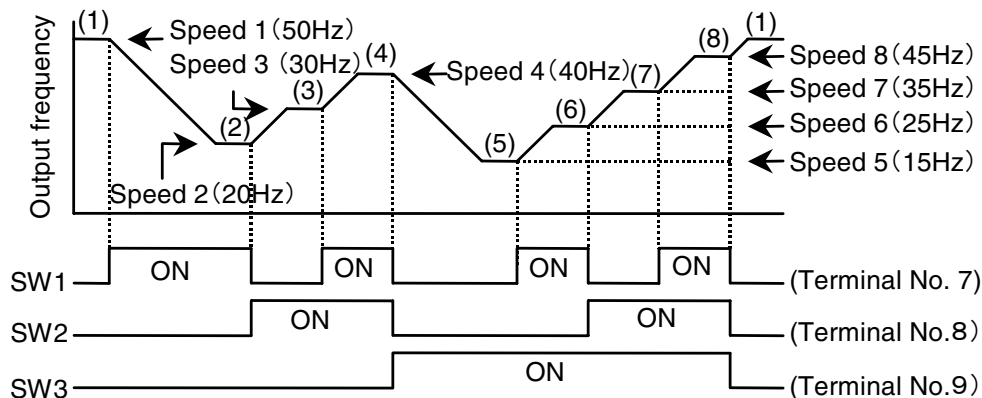 Output frequency
(1)
Speed 1(50Hz)
Speed 3 (30Hz)
(2)
Speed 2(20Hz)
(3)
(4)
Speed 4(40Hz)
(5)
(6)
(7)
(8)
(1)
Speed 8(45Hz)
Speed 7(35Hz)
Speed 6(25Hz)
Speed 5(15Hz)
SW1 ON ON ON ON (Terminal No. 7)
SW2 ON ON (Terminal No.8)
SW3 ON (Terminal No.9)